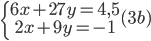 {6x + 27y = 4,5
2x + 9y = −1 (3b)